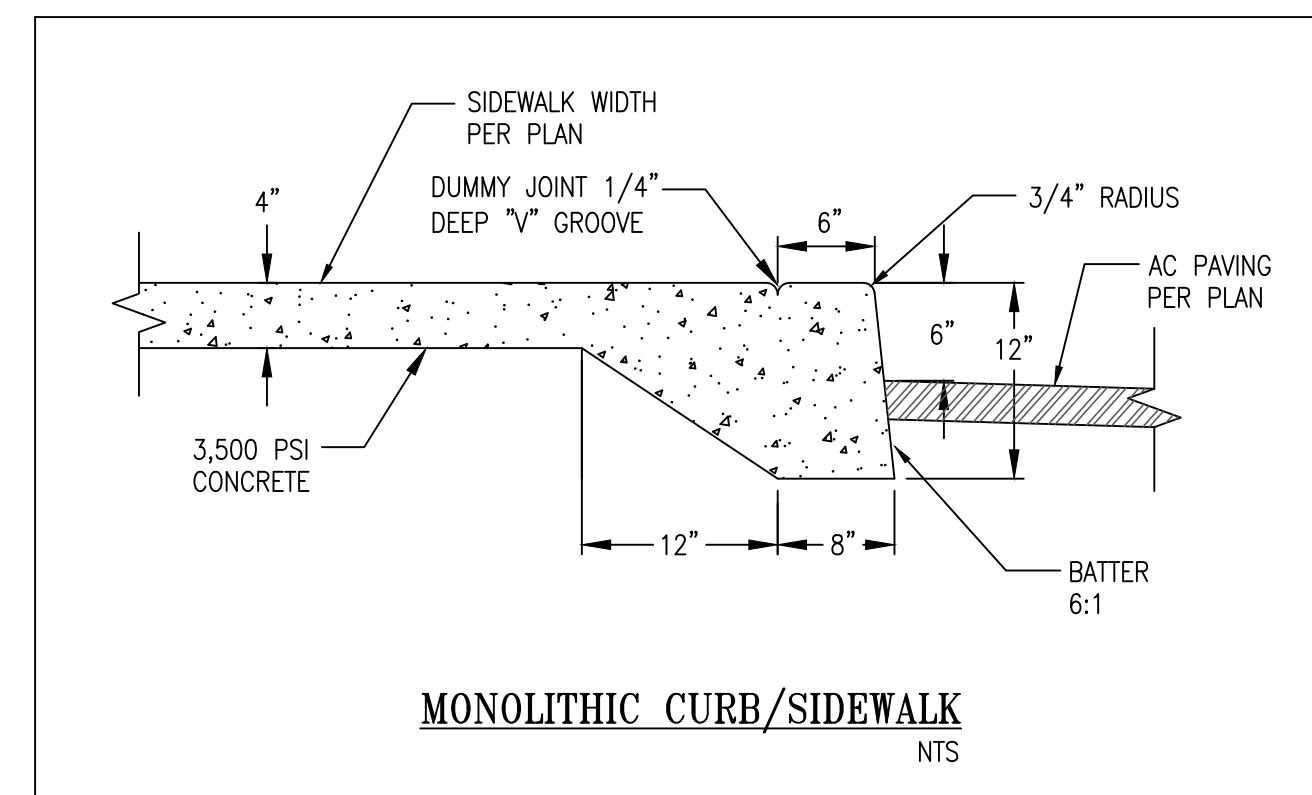 SIDEWALK WIDTH
PER PLAN
4"
DUMMY JOINT 1/4"
DEEP "V" GROOVE
6"
3/4" RADIUS
AC PAVING
PER PLAN
6"
12"
3,500 PSI
CONCRETE
12"
8"
BATTER
6:1
MONOLITHIC CURB/SIDEWALK
NTS